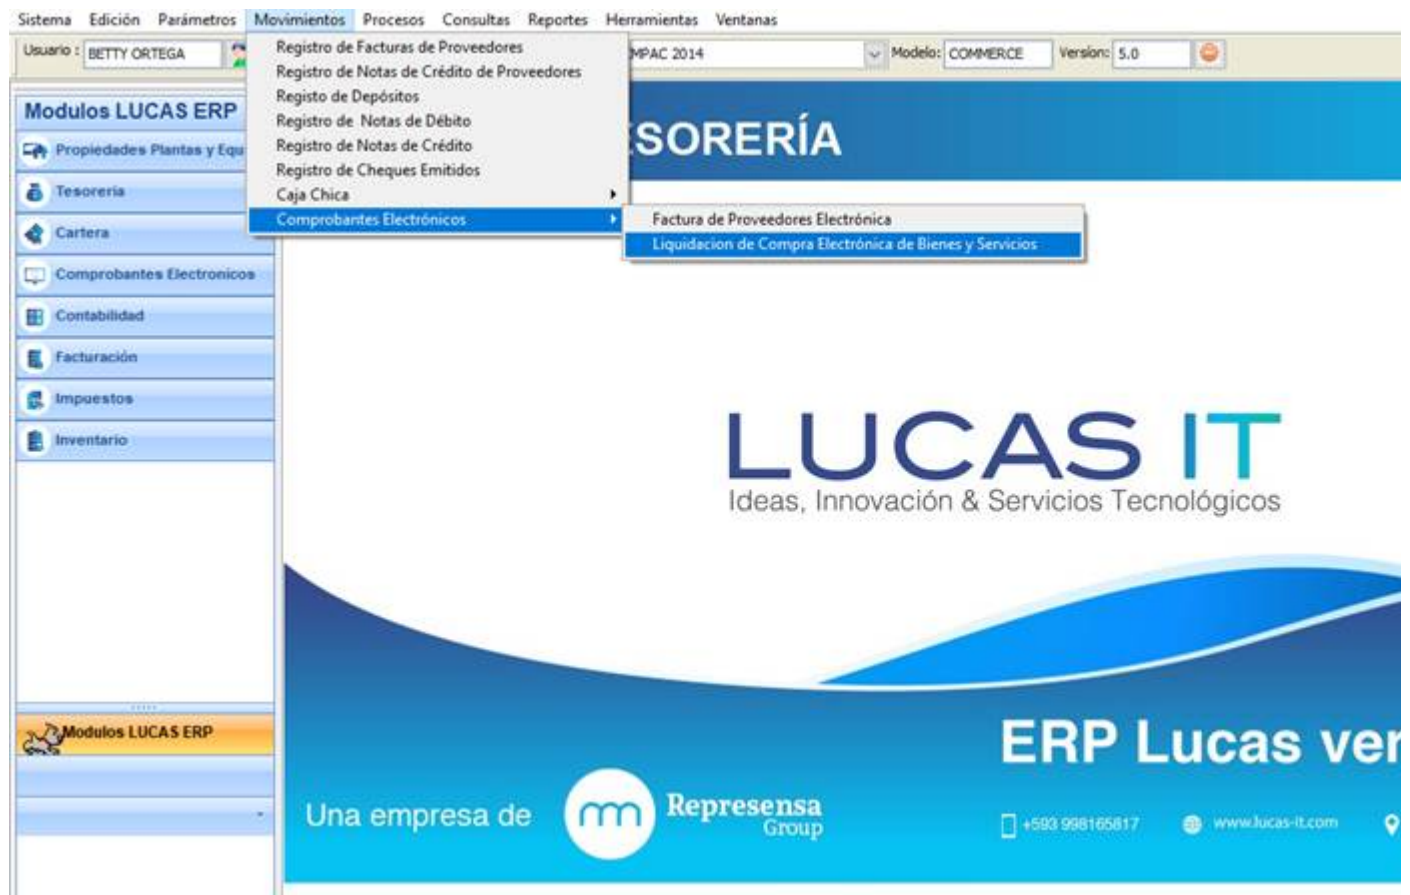 Sistema Edición Parámetros Movimientos Procesos Consultas Reportes Herramientas Ventanas
Usuario : BETTY ORTEGA MPAC 2014 Modelo: COMMERCE Version: 5.0
Registro de Facturas de Proveedores
Registro de Notas de Crédito de Proveedores
Registo de Depósitos
Registro de Notas de Débito
Registro de Notas de Crédito
Registro de Cheques Emitidos
Caja Chica
Comprobantes Electrónicos
Factura de Proveedores Electrónica
Liquidacion de Compra Electrónica de Bienes y Servicios
Modulos LUCAS ERP
Propiedades Plantas y Equ
Tesoreria
Cartera
Comprobantes Electronicos
Contabilidad
Facturación
Impuestos
Inventario
Modulos LUCAS ERP
SORERÍA
LUCAS IT
Ideas, Innovación & Servicios Tecnológicos
ERP Lucas ver
Una empresa de
Represensa
Group
+593 998165817 www.lucas-it.com